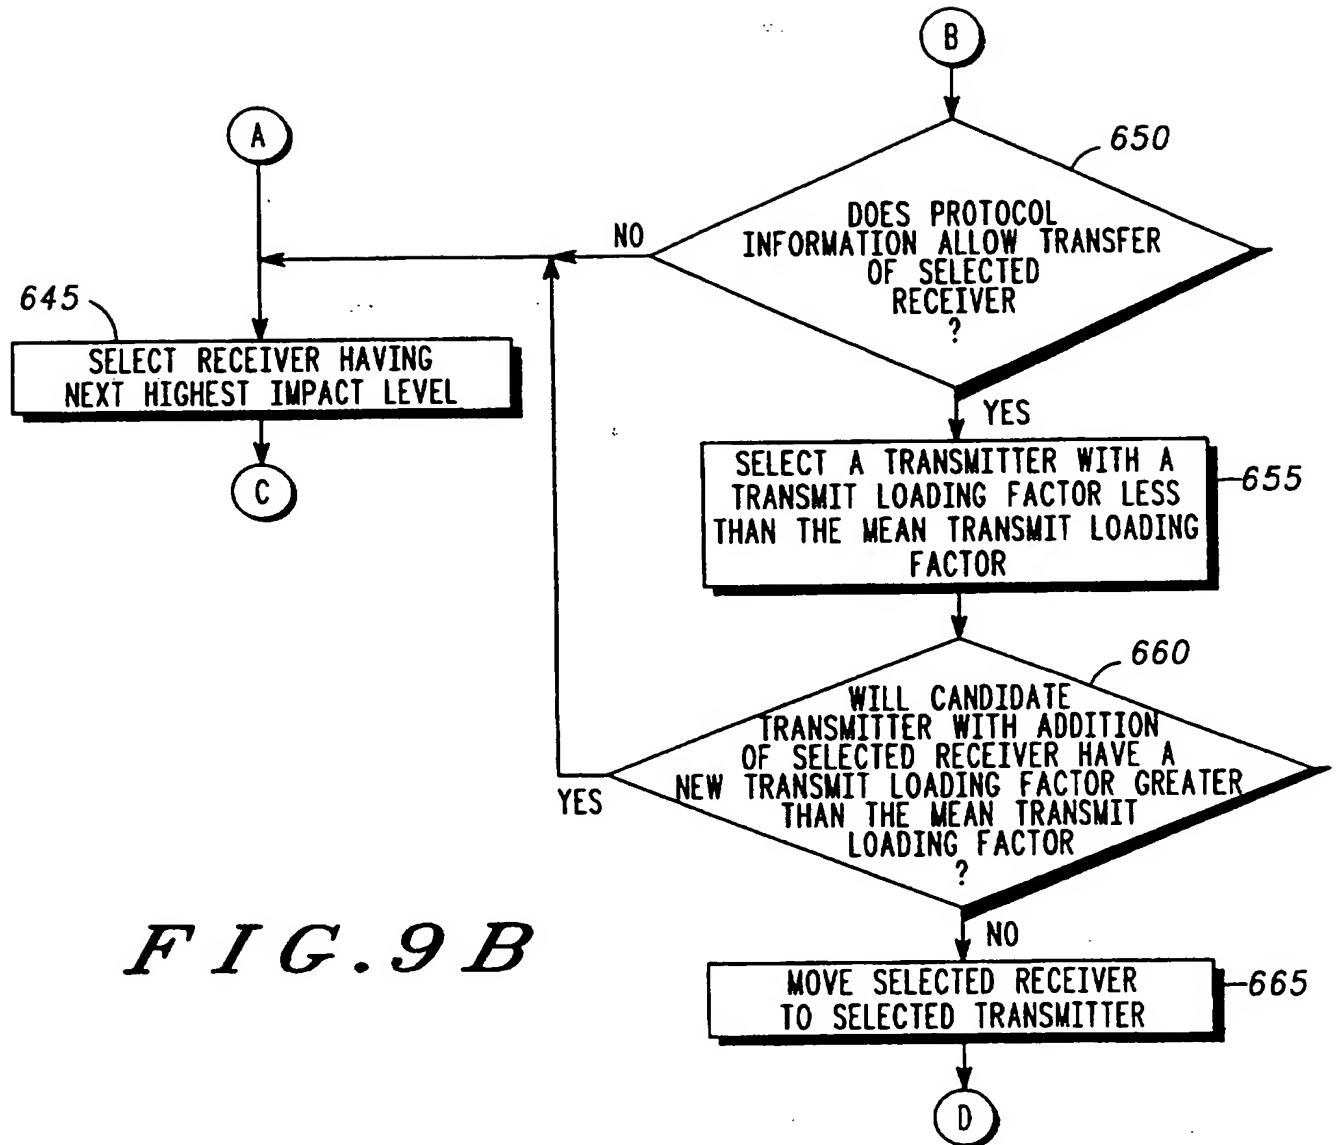 B
A
650
DOES PROTOCOL
INFORMATION ALLOW TRANSFER
OF SELECTED
RECEIVER
?
NO
645
SELECT RECEIVER HAVING
NEXT HIGHEST IMPACT LEVEL
C
YES
SELECT A TRANSMITTER WITH A
TRANSMIT LOADING FACTOR LESS
THAN THE MEAN TRANSMIT LOADING
FACTOR
655
660
WILL CANDIDATE
TRANSMITTER WITH ADDITION
OF SELECTED RECEIVER HAVE A
NEW TRANSMIT LOADING FACTOR GREATER
THAN THE MEAN TRANSMIT
LOADING FACTOR
?
YES
NO
MOVE SELECTED RECEIVER
TO SELECTED TRANSMITTER
665
D
FIG.9B